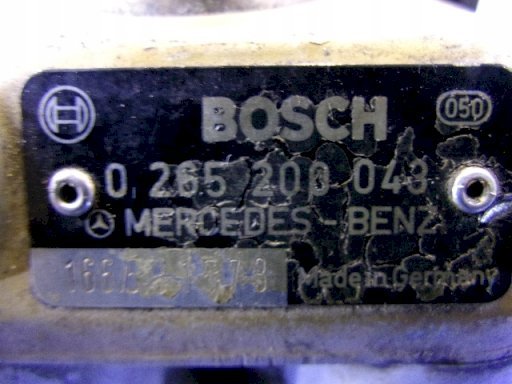 BOSCH
050
0 265 200 043
MERCEDES-BENZ
Made in Germany